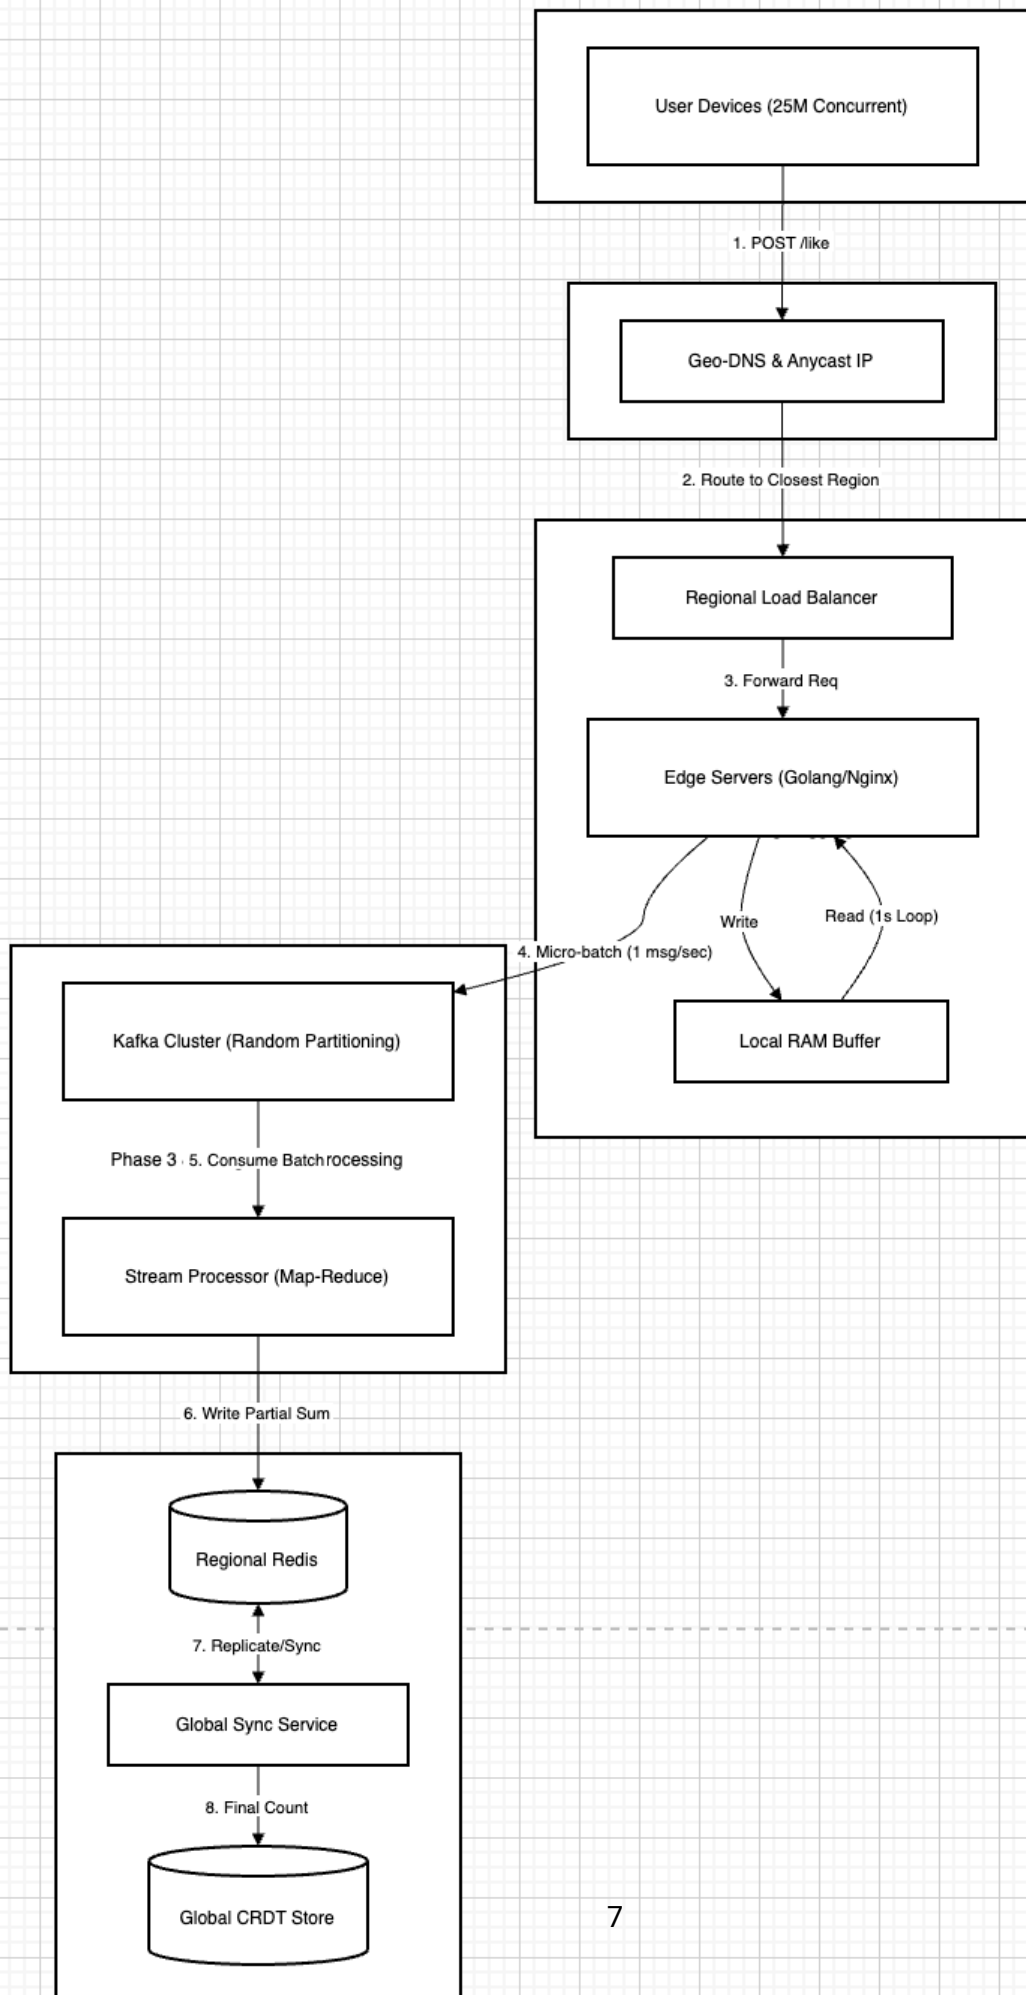 User Devices (25M Concurrent)
1. POST /like
Geo-DNS & Anycast IP
2. Route to Closest Region
Regional Load Balancer
3. Forward Req
Edge Servers (Golang/Nginx)
Write
Read (1s Loop)
4. Micro-batch (1 msg/sec)
Local RAM Buffer
Kafka Cluster (Random Partitioning)
Phase 3
5. Consume Batch
rocessing
Stream Processor (Map-Reduce)
6. Write Partial Sum
Regional Redis
7. Replicate/Sync
Global Sync Service
8. Final Count
Global CRDT Store
7